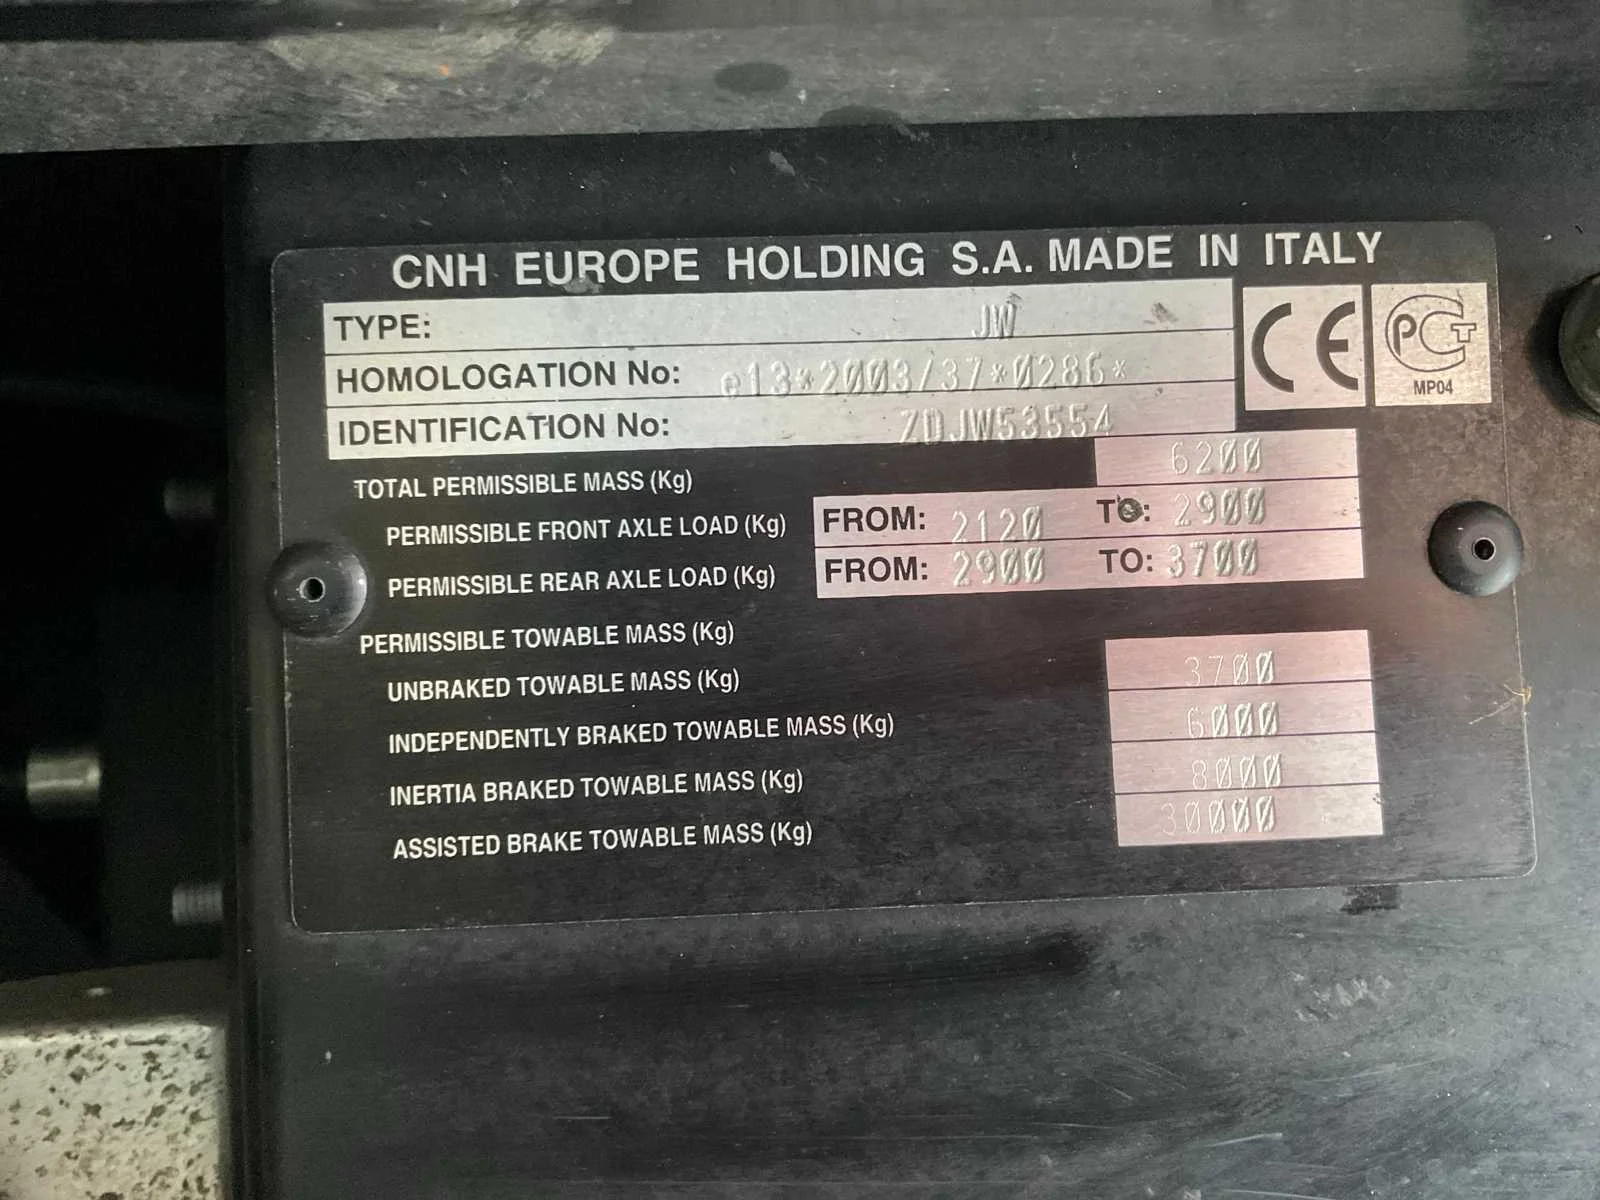 CNH EUROPE HOLDING S.A. MADE IN ITALY
TYPE: JW
HOMOLOGATION No: e13*2003/37*0286*
IDENTIFICATION No: ZDJW53554
CE
PCT
MP04
TOTAL PERMISSIBLE MASS (Kg) 6200
PERMISSIBLE FRONT AXLE LOAD (Kg) FROM: 2120 TO: 2900
PERMISSIBLE REAR AXLE LOAD (Kg) FROM: 2900 TO: 3700
PERMISSIBLE TOWABLE MASS (Kg)
UNBRAKED TOWABLE MASS (Kg) 3700
INDEPENDENTLY BRAKED TOWABLE MASS (Kg) 6000
INERTIA BRAKED TOWABLE MASS (Kg) 8000
ASSISTED BRAKE TOWABLE MASS (Kg) 30000